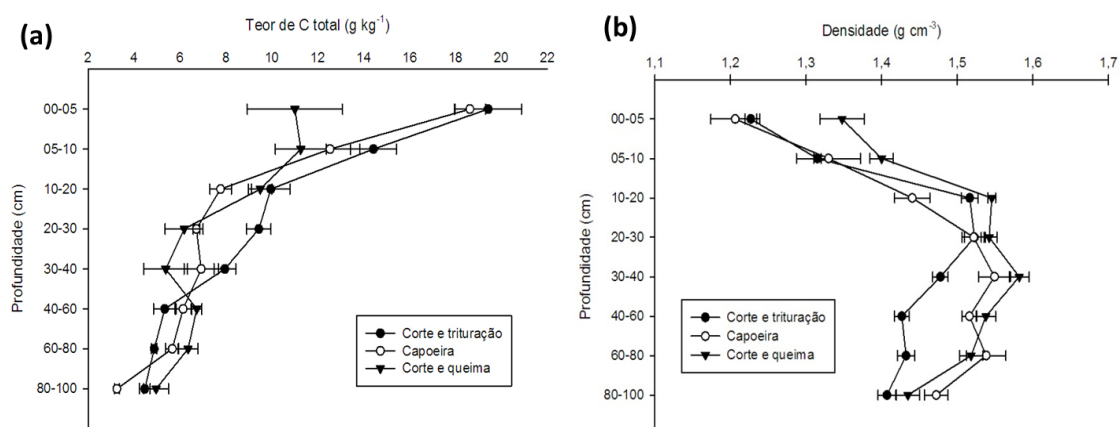 (a)
Teor de C total (g kg⁻¹)
2 4 6 8 10 12 14 16 18 20 22
Profundidade (cm)
00-05
05-10
10-20
20-30
30-40
40-60
60-80
80-100
Corte e trituração
Capoeira
Corte e queima
(b)
Densidade (g cm⁻³)
1,1 1,2 1,3 1,4 1,5 1,6 1,7
Profundidade (cm)
00-05
05-10
10-20
20-30
30-40
40-60
60-80
80-100
Corte e trituração
Capoeira
Corte e queima